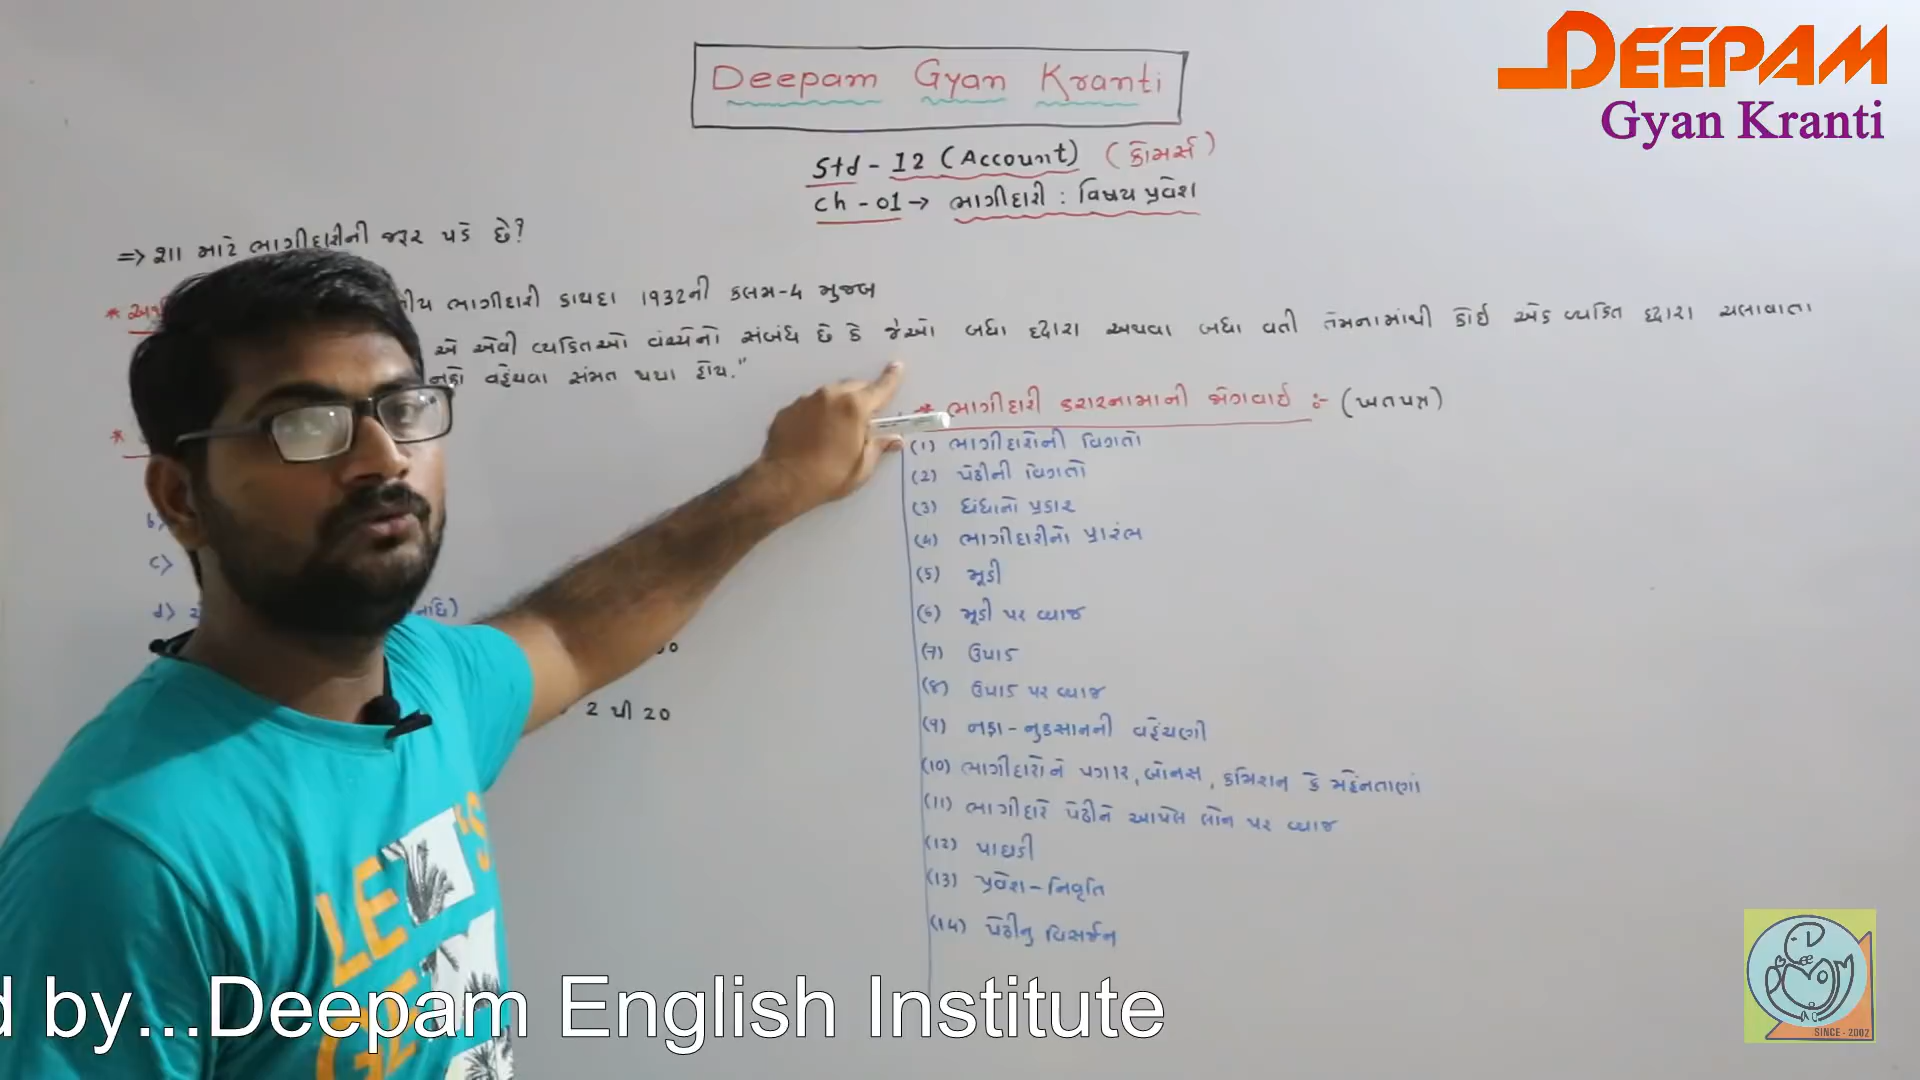 DEEPAM
Gyan Kranti
Deepam Gyan Kranti
Std - 12 (Account) (કોમર્સ)
Ch - 01 → ભાગીદારી : વિષય પ્રવેશ
⇒ શા માટે ભાગીદારીની જરૂર પડે છે?
ભાગીદારી કાયદા 1932ની કલમ-4 મુજબ
એ એવી વ્યકિતઓ વચ્ચેનો સંબંધ છે કે જેઓ બધા દ્વારા અથવા બધા વતી તેમનામાંથી કોઇ એક વ્યકિત દ્વારા ચલાવાતા
નફો વહેંચવા સંમત થયા હોય."
* ભાગીદારી કરારનામાની જોગવાઇ :- (ખતપત્ર)
(1) ભાગીદારોની વિગતો
(2) પેઢીની વિગતો
(3) ધંધાનો પ્રકાર
(4) ભાગીદારીનો પ્રારંભ
(5) મૂડી
(6) મૂડી પર વ્યાજ
(7) ઉપાડ
(8) ઉપાડ પર વ્યાજ
(9) નફા - નુકસાનની વહેંચણી
(10) ભાગીદારોને પગાર, બોનસ, કમિશન કે મહેનતાણાં
(11) ભાગીદારે પેઢીને આપેલ લોન પર વ્યાજ
(12) પાઘડી
(13) પ્રવેશ - નિવૃતિ
(14) પેઢીનુ વિસર્જન
b)
c)
d)
2 થી 20
LET'S
d by...Deepam English Institute
SINCE - 2002